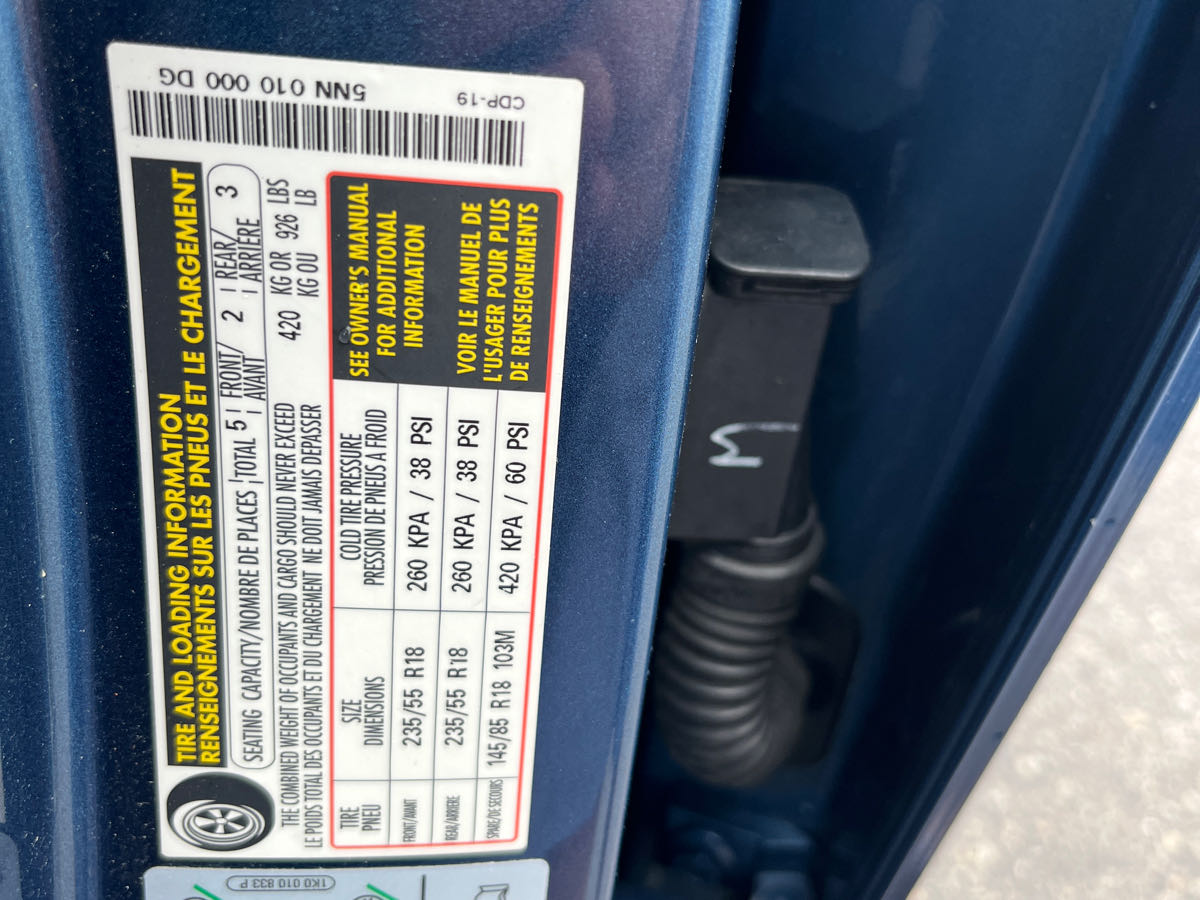 5NN 010 000 DG
CDP-19
TIRE AND LOADING INFORMATION
RENSEIGNEMENTS SUR LES PNEUS ET LE CHARGEMENT
SEATING CAPACITY/NOMBRE DE PLACES | TOTAL 5 | FRONT/AVANT 2 | REAR/ARRIÈRE 3
THE COMBINED WEIGHT OF OCCUPANTS AND CARGO SHOULD NEVER EXCEED 420 KG OR 926 LBS
LE POIDS TOTAL DES OCCUPANTS ET DU CHARGEMENT NE DOIT JAMAIS DEPASSER KG OU LB
TIRE SIZE COLD TIRE PRESSURE
PNEU DIMENSIONS PRESSION DE PNEUS A FROID
FRONT/AVANT 235/55 R18 260 KPA / 38 PSI
REAR/ARRIERE 235/55 R18 260 KPA / 38 PSI
SPARE/DE SECOURS 145/85 R18 103M 420 KPA / 60 PSI
SEE OWNER'S MANUAL
FOR ADDITIONAL
INFORMATION
VOIR LE MANUEL DE
L'USAGER POUR PLUS
DE RENSEIGNEMENTS
1K0 010 833 P